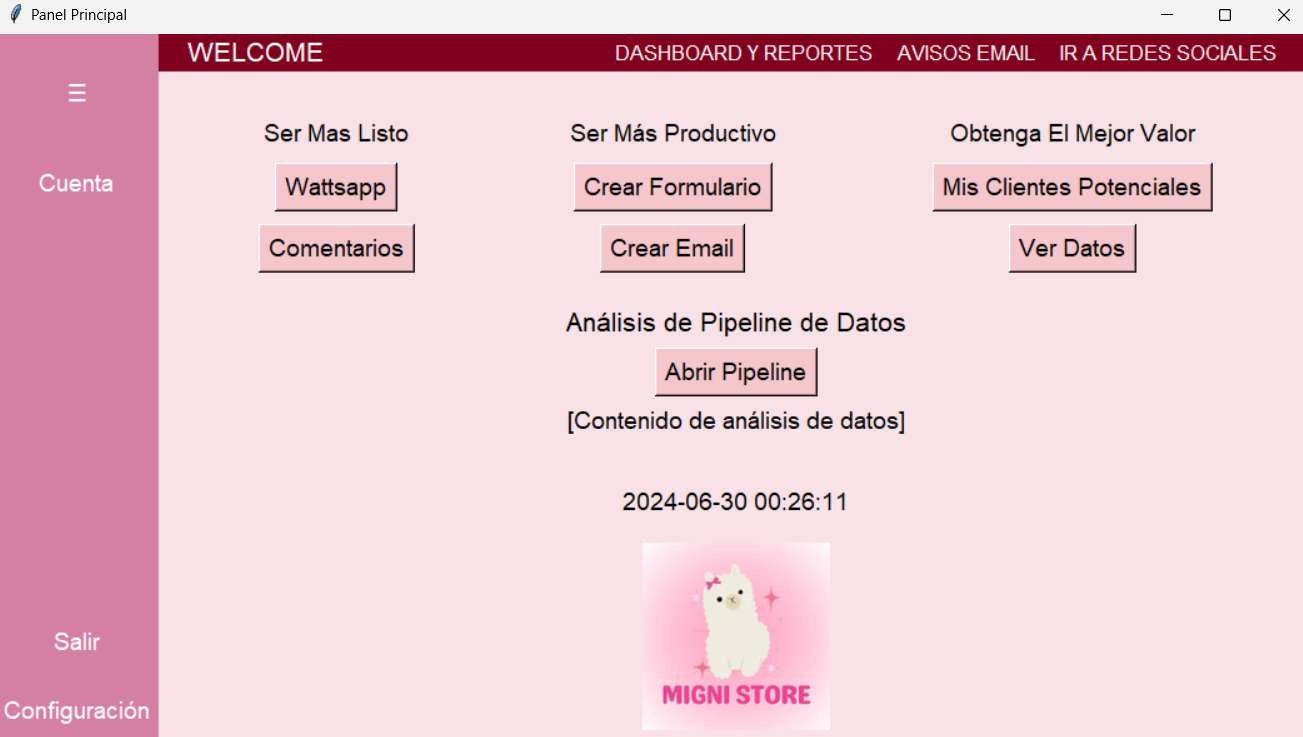 Panel Principal
WELCOME DASHBOARD Y REPORTES AVISOS EMAIL IR A REDES SOCIALES
☰
Cuenta
Salir
Configuración
Ser Mas Listo
Wattsapp
Comentarios
Ser Más Productivo
Crear Formulario
Crear Email
Obtenga El Mejor Valor
Mis Clientes Potenciales
Ver Datos
Análisis de Pipeline de Datos
Abrir Pipeline
[Contenido de análisis de datos]
2024-06-30 00:26:11
MIGNI STORE